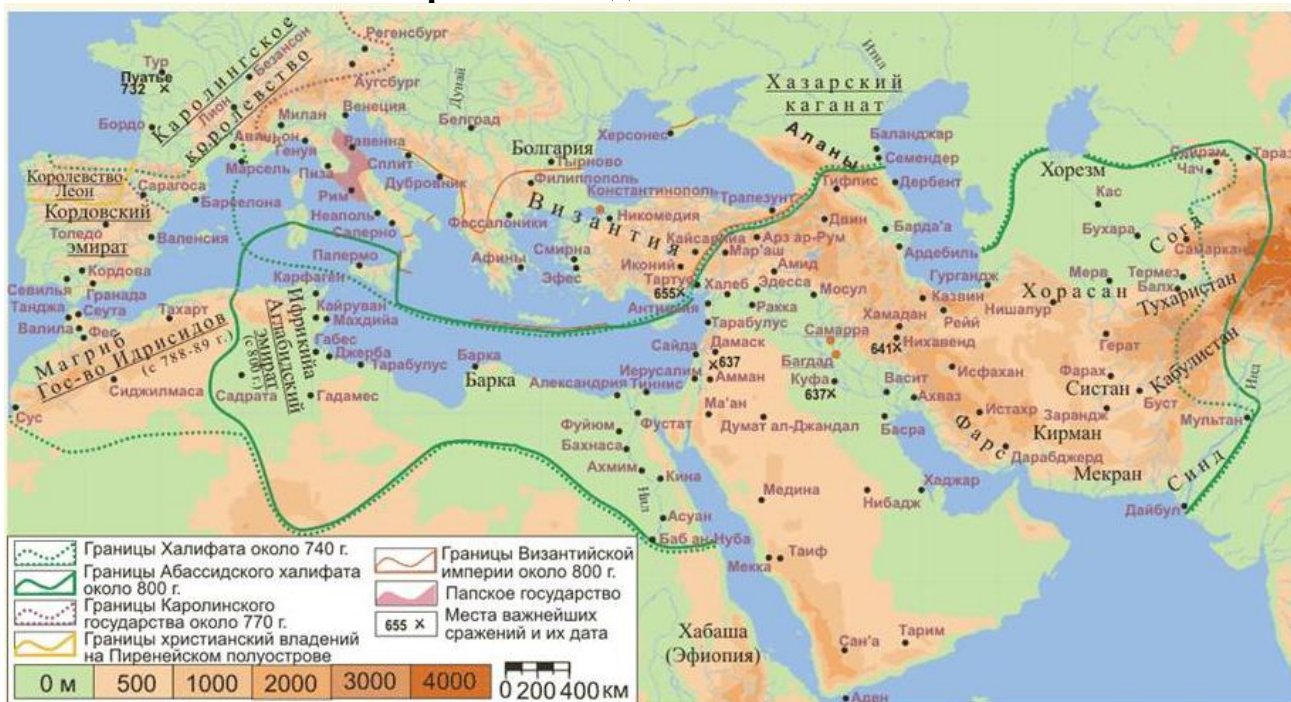 Регенсбург
Аугсбург
Тур
Пуатье
732
Безансон
Каролингское
королевство
Лион
Бордо
Милан
Венеция
Дунай
Белград
Генуя
Равенна
Марсель
Пиза
Сплит
Рим
Дубровник
Неаполь
Салерно
Болгария
Тырново
Филиппополь
Херсонес
Хазарский
каганат
Аланы
Баланджар
Семендер
Дербент
Тифлис
Хорезм
Кас
Бухара
Чач
Тараз
Королевство
Леон
Сарагоса
Барселона
Кордовский
эмират
Толедо
Валенсия
Кордова
Севилья
Гранада
Танджа
Сеута
Валила
Фес
Тахарт
Магриб
Гос-во Идрисидов
(с 788-89 г.)
Сиджилмаса
Сус
Палермо
Карфаген
Кайруван
Махдийа
Ифрикийа
Аглабидский
эмират
(с 800 г.)
Габес
Джерба
Тарабулус
Садрата
Гадамес
Барка
Барка
Константинополь
Византия
Никомедия
Фессалоники
Смирна
Афины
Эфес
Иконий
655
Трапезунт
Арз ар-Рум
Мар'аш
Амид
Эдесса
Халеб
Ракка
Мосул
Двин
Барда'а
Ардебиль
Гургандж
Казвин
Рейй
Хамадан
641
Нихавенд
Мерв
Хорасан
Нишапур
Герат
Термез
Балх
Тухаристан
Согд
Кабулистан
Фарах
Систан
Буст
Зарандж
Мультан
Инд
Синд
Дайбул
Мекран
Кирман
Фарс
Дарабджерд
Истахр
Исфахан
Ахваз
Васит
Басра
Самарра
Багдад
Куфа
637
Тарабулус
Сайда
Дамаск
637
Иерусалим
Амман
Тиннис
Александрия
Ма'ан
Думат ал-Джандал
Фустат
Фуйюм
Бахнаса
Ахмим
Кина
Нил
Асуан
Баб ан-Нуба
Медина
Нибадж
Хаджар
Мекка
Таиф
Сан'а
Тарим
Аден
Хабаша
(Эфиопия)
Границы Халифата около 740 г.
Границы Абассидского халифата
около 800 г.
Границы Каролинского
государства около 770 г.
Границы христианский владений
на Пиренейском полуострове
Границы Византийской
империи около 800 г.
Папское государство
655
Места важнейших
сражений и их дата
0 м 500 1000 2000 3000 4000
0 200 400 км